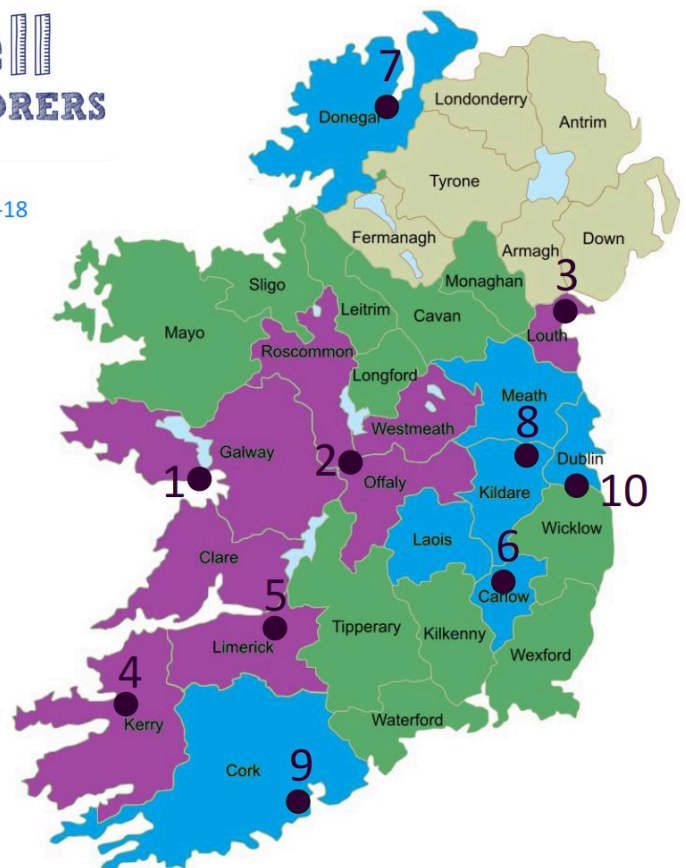 ell
ORERS
-18
7
Donegal
Londonderry
Antrim
Tyrone
Fermanagh
Armagh
Down
3
Monaghan
Sligo
Leitrim
Cavan
Louth
Mayo
Roscommon
Longford
Meath
Westmeath
8
Galway
2
Dublin
1
Offaly
Kildare
10
Wicklow
Laois
6
Clare
Carlow
5
Tipperary
Kilkenny
Limerick
Wexford
4
Kerry
Waterford
Cork
9